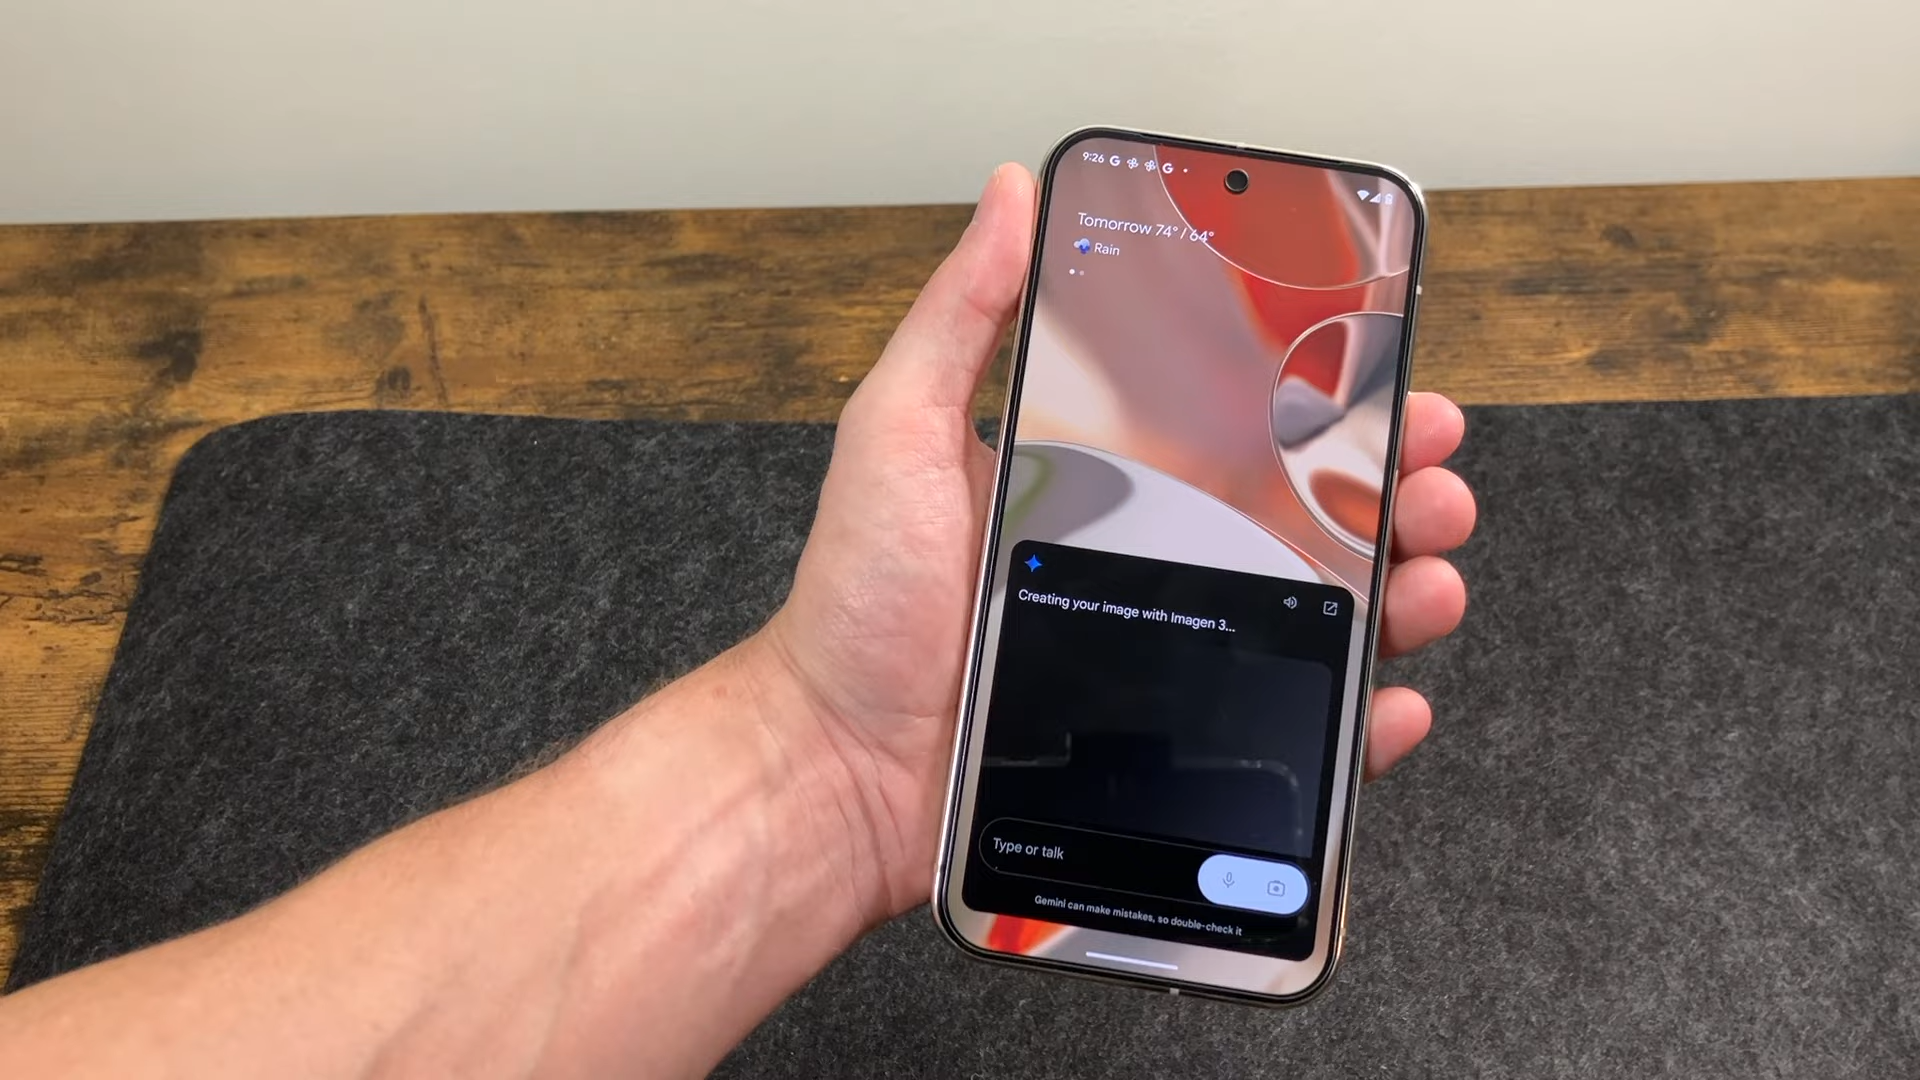 9:26
Tomorrow 74° / 64°
Rain
Creating your image with Imagen 3...
Type or talk
Gemini can make mistakes, so double-check it